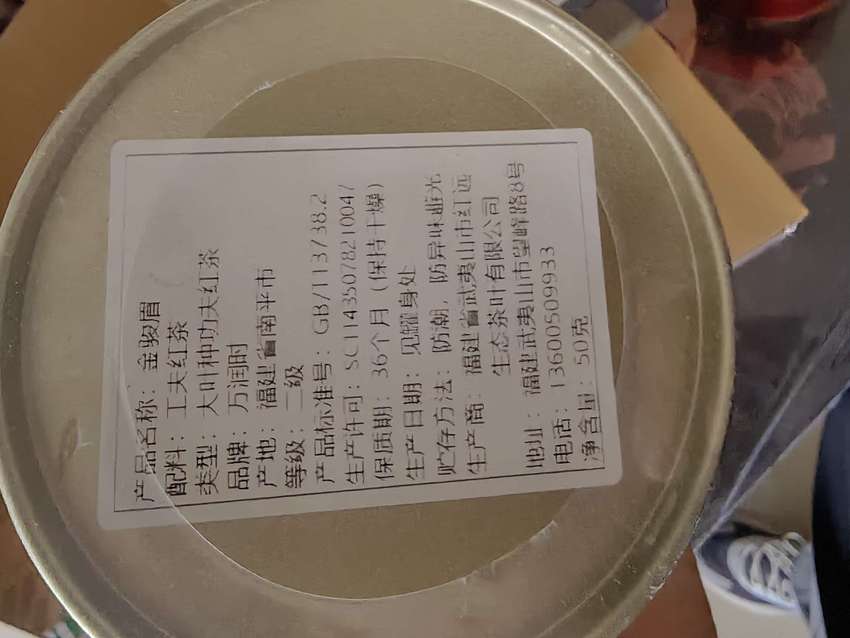 产品名称：金骏眉
配料：工夫红茶
类型：大叶种功夫红茶
品牌：万润时
产地：福建省南平市
等级：二级
产品标准号：GB/T13738.2
生产许可：SC11435078210047
保质期：36个月（保持干燥）
生产日期：见罐身处
贮存方法：防潮，防异味避光
生产商：福建省武夷山市红远
生态茶叶有限公司
地址：福建武夷山市望峰路8号
电话：13600509933
净含量：50克